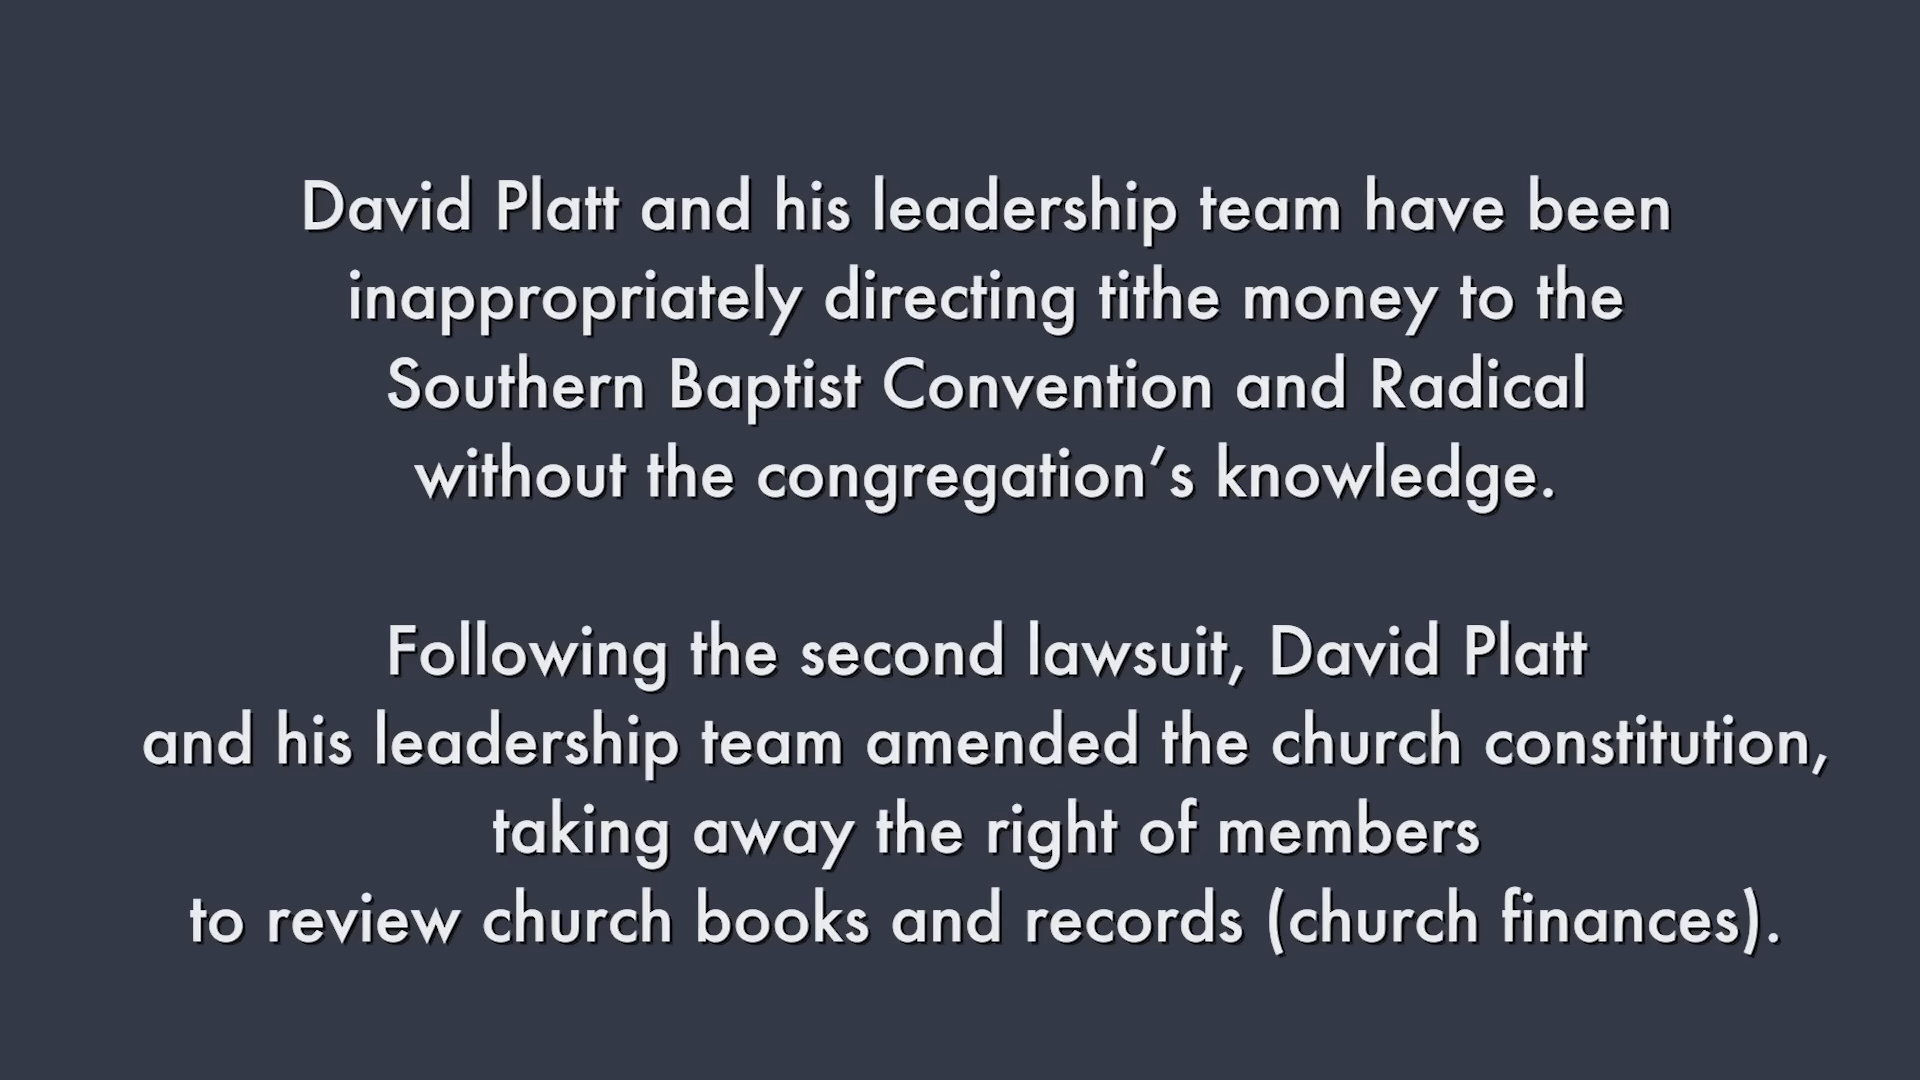 David Platt and his leadership team have been
inappropriately directing tithe money to the
Southern Baptist Convention and Radical
without the congregation’s knowledge.
Following the second lawsuit, David Platt
and his leadership team amended the church constitution,
taking away the right of members
to review church books and records (church finances).